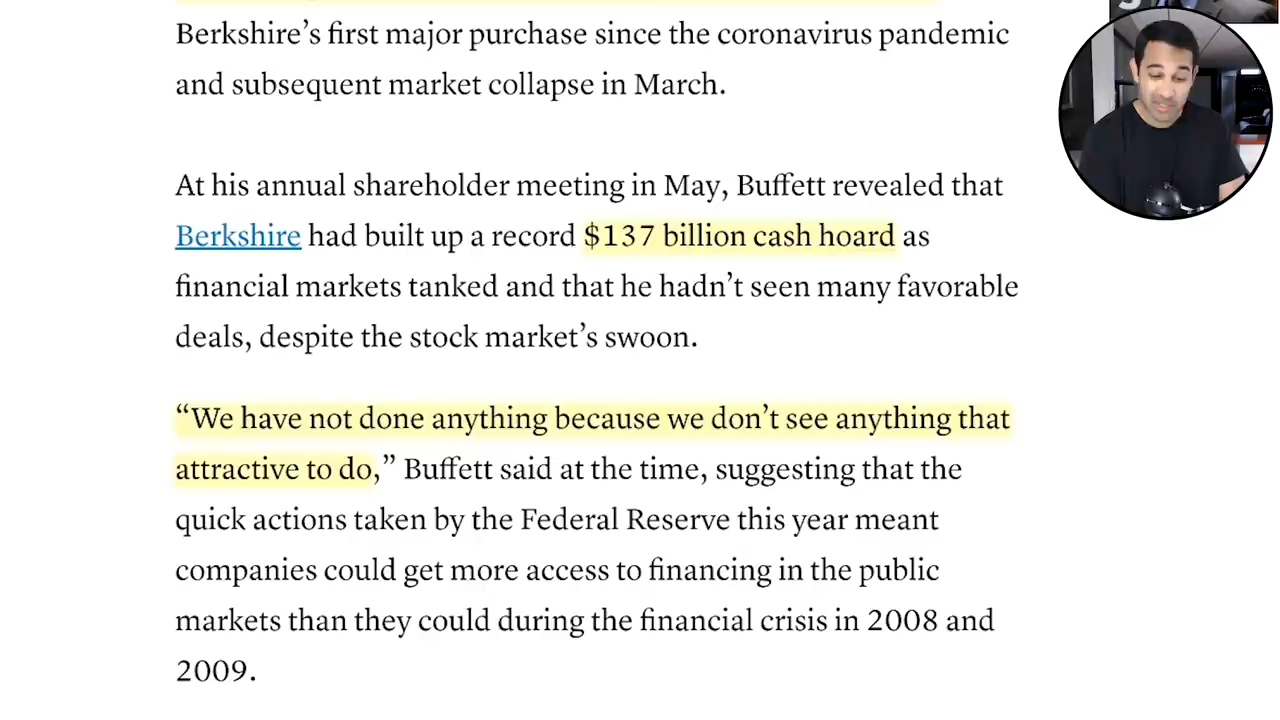 Berkshire’s first major purchase since the coronavirus pandemic
and subsequent market collapse in March.
At his annual shareholder meeting in May, Buffett revealed that
Berkshire had built up a record $137 billion cash hoard as
financial markets tanked and that he hadn’t seen many favorable
deals, despite the stock market’s swoon.
“We have not done anything because we don’t see anything that
attractive to do,” Buffett said at the time, suggesting that the
quick actions taken by the Federal Reserve this year meant
companies could get more access to financing in the public
markets than they could during the financial crisis in 2008 and
2009.